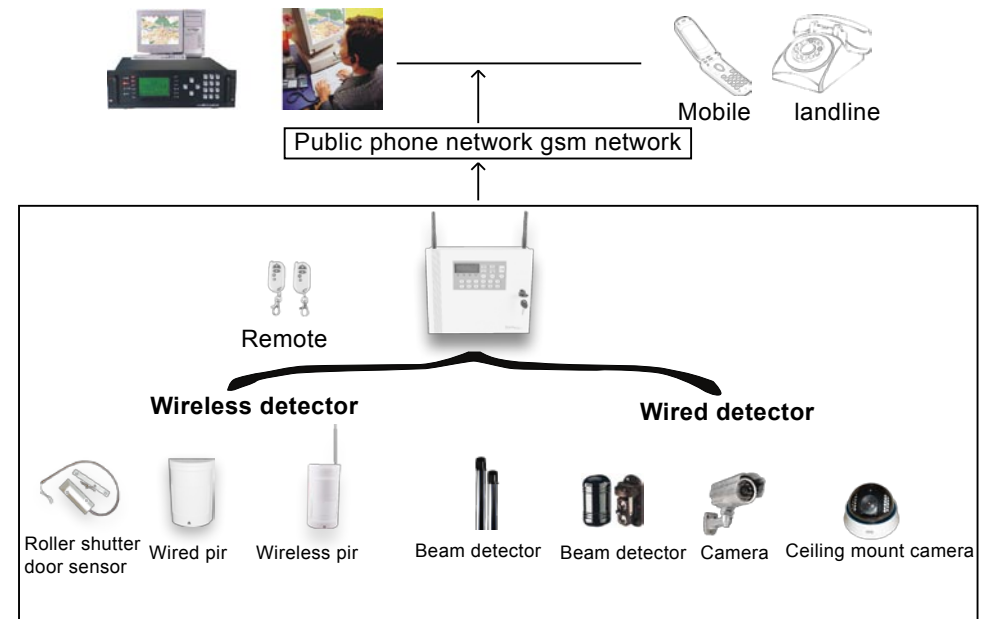 Mobile
landline
Public phone network gsm network
Remote
Wireless detector
Wired detector
Roller shutter
door sensor
Wired pir
Wireless pir
Beam detector
Beam detector
Camera
Ceiling mount camera